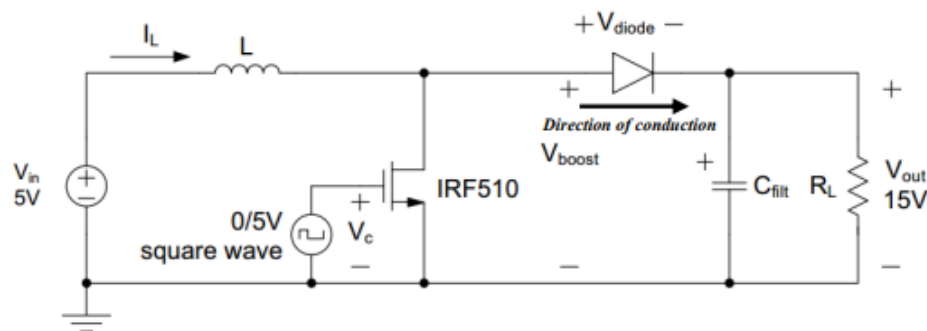 I_L
L
+ V_diode −
+
Direction of conduction
V_boost
−
V_in
5V
+
−
0/5V
square wave
+
V_c
−
IRF510
+
C_filt
R_L
+
V_out
15V
−